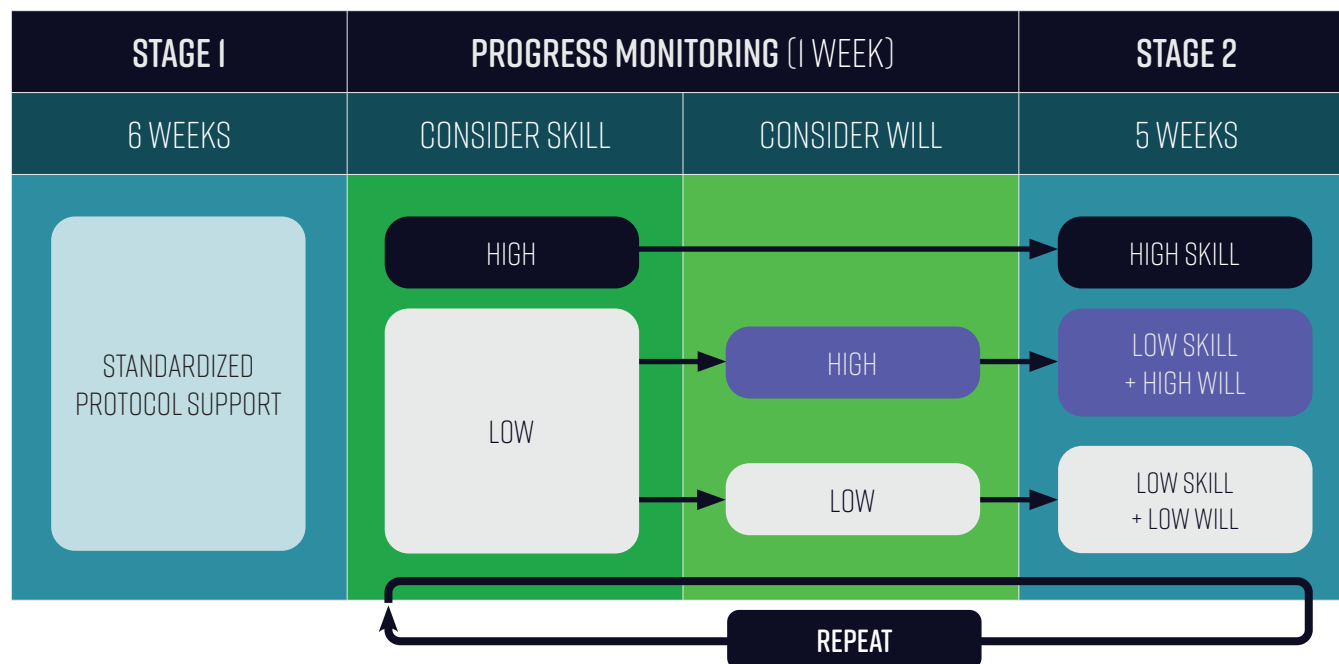 STAGE 1
PROGRESS MONITORING (1 WEEK)
STAGE 2
6 WEEKS
CONSIDER SKILL
CONSIDER WILL
5 WEEKS
STANDARDIZED
PROTOCOL SUPPORT
HIGH
LOW
HIGH
LOW
HIGH SKILL
LOW SKILL
+ HIGH WILL
LOW SKILL
+ LOW WILL
REPEAT